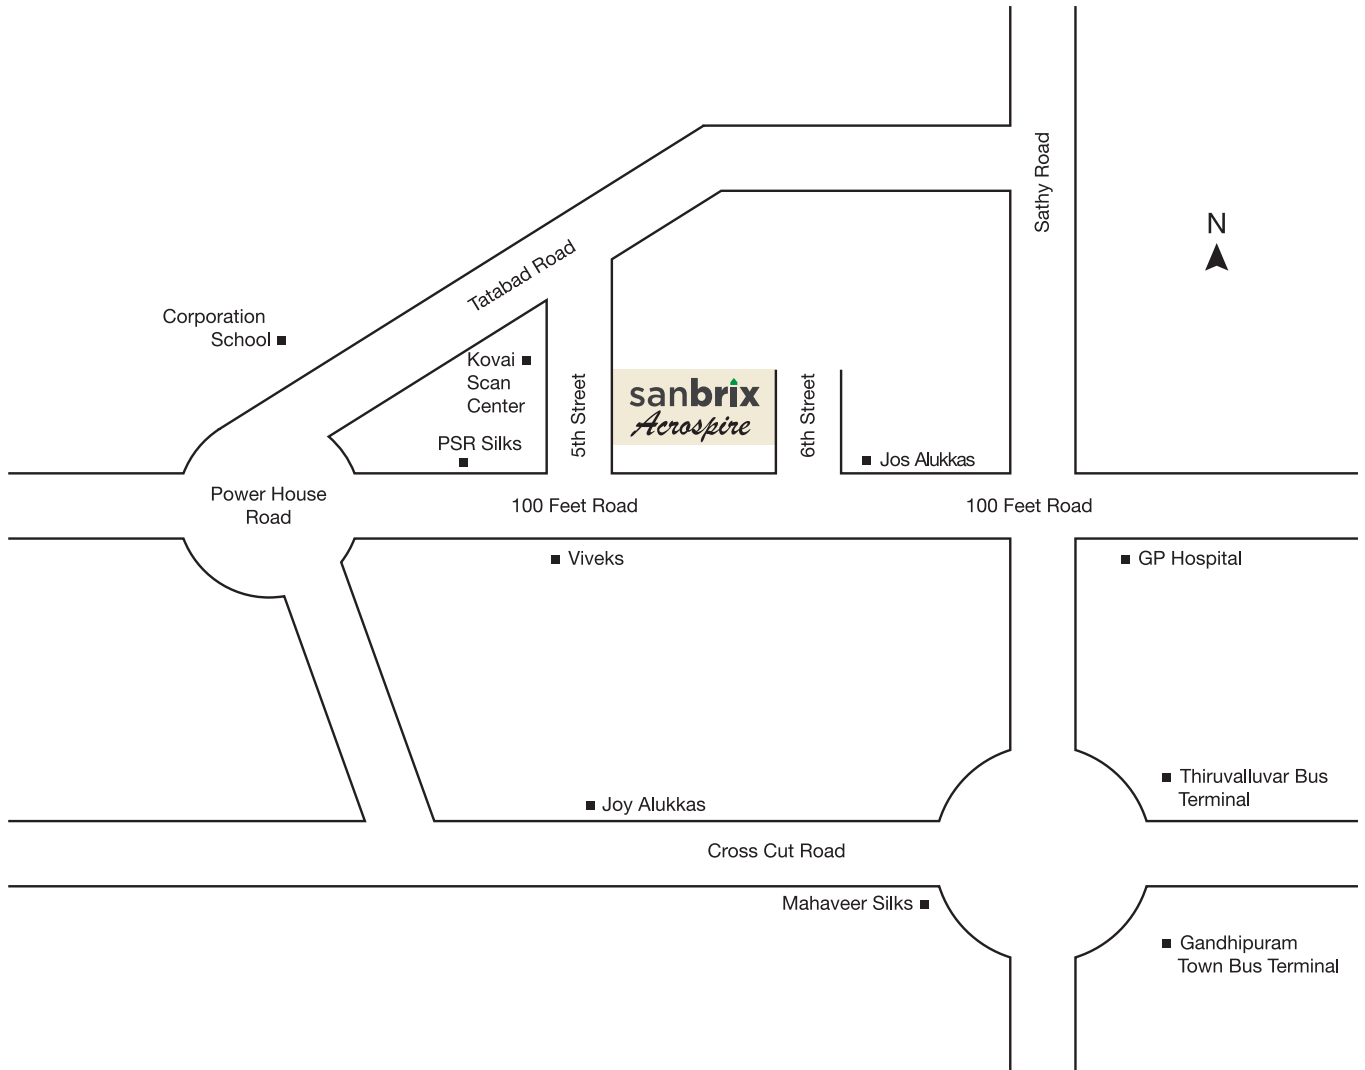 Sathy Road
N
Tatabad Road
Corporation
School
Kovai
Scan
Center
5th Street
sanbrix
Acrospire
6th Street
PSR Silks
Jos Alukkas
Power House
Road
100 Feet Road
100 Feet Road
Viveks
GP Hospital
Thiruvalluvar Bus
Terminal
Joy Alukkas
Cross Cut Road
Mahaveer Silks
Gandhipuram
Town Bus Terminal